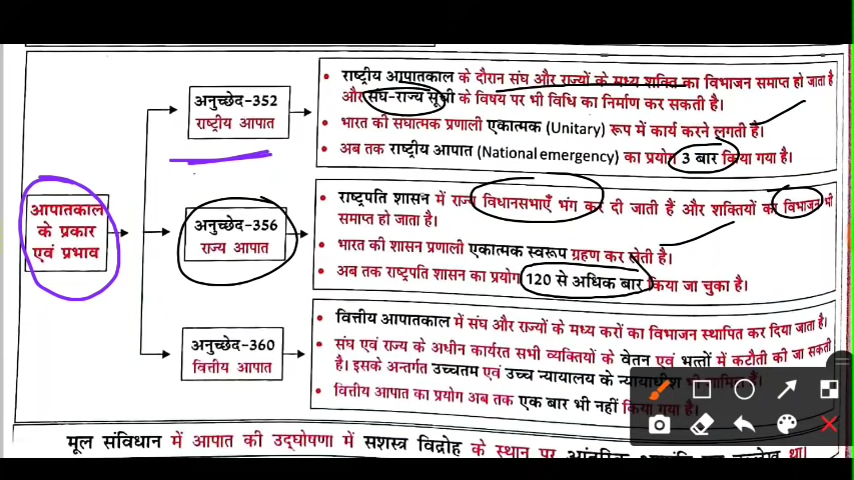 अनुच्छेद-352
राष्ट्रीय आपात
• राष्ट्रीय आपातकाल के दौरान संघ और राज्यों के मध्य शक्ति का विभाजन समाप्त हो जाता है
और संघ-राज्य सूची के विषय पर भी विधि का निर्माण कर सकती है।
• भारत की संघात्मक प्रणाली एकात्मक (Unitary) रूप में कार्य करने लगती है।
• अब तक राष्ट्रीय आपात (National emergency) का प्रयोग 3 बार किया गया है।
आपातकाल
के प्रकार
एवं प्रभाव
अनुच्छेद-356
राज्य आपात
• राष्ट्रपति शासन में राज्य विधानसभाएँ भंग कर दी जाती हैं और शक्तियों का विभाजन भी
समाप्त हो जाता है।
• भारत की शासन प्रणाली एकात्मक स्वरूप ग्रहण कर लेती है।
• अब तक राष्ट्रपति शासन का प्रयोग 120 से अधिक बार किया जा चुका है।
अनुच्छेद-360
वित्तीय आपात
• वित्तीय आपातकाल में संघ और राज्यों के मध्य करों का विभाजन स्थापित कर दिया जाता है।
• संघ एवं राज्य के अधीन कार्यरत सभी व्यक्तियों के वेतन एवं भत्तों में कटौती की जा सकती
है। इसके अन्तर्गत उच्चतम एवं उच्च न्यायालय के न्यायाधीश
• वित्तीय आपात का प्रयोग अब तक एक बार भी नहीं किया गया है।
मूल संविधान में आपात की उद्घोषणा में सशस्त्र विद्रोह के स्थान पर